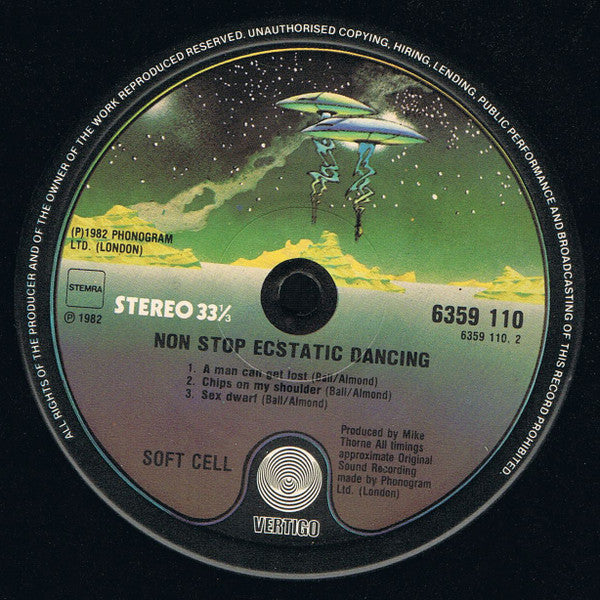 ALL RIGHTS OF THE PRODUCER AND OF THE OWNER OF THE WORK REPRODUCED RESERVED. UNAUTHORISED COPYING, HIRING, LENDING, PUBLIC PERFORMANCE AND BROADCASTING OF THIS RECORD PROHIBITED.
(P)1982 PHONOGRAM
LTD. (LONDON)
STEMRA
℗ 1982
STEREO 33⅓
6359 110
6359 110. 2
NON STOP ECSTATIC DANCING
1. A man can get lost (Ball/Almond)
2. Chips on my shoulder (Ball/Almond)
3. Sex dwarf (Ball/Almond)
SOFT CELL
Produced by Mike
Thorne All timings
approximate Original
Sound Recording
made by Phonogram
Ltd. (London)
VERTIGO